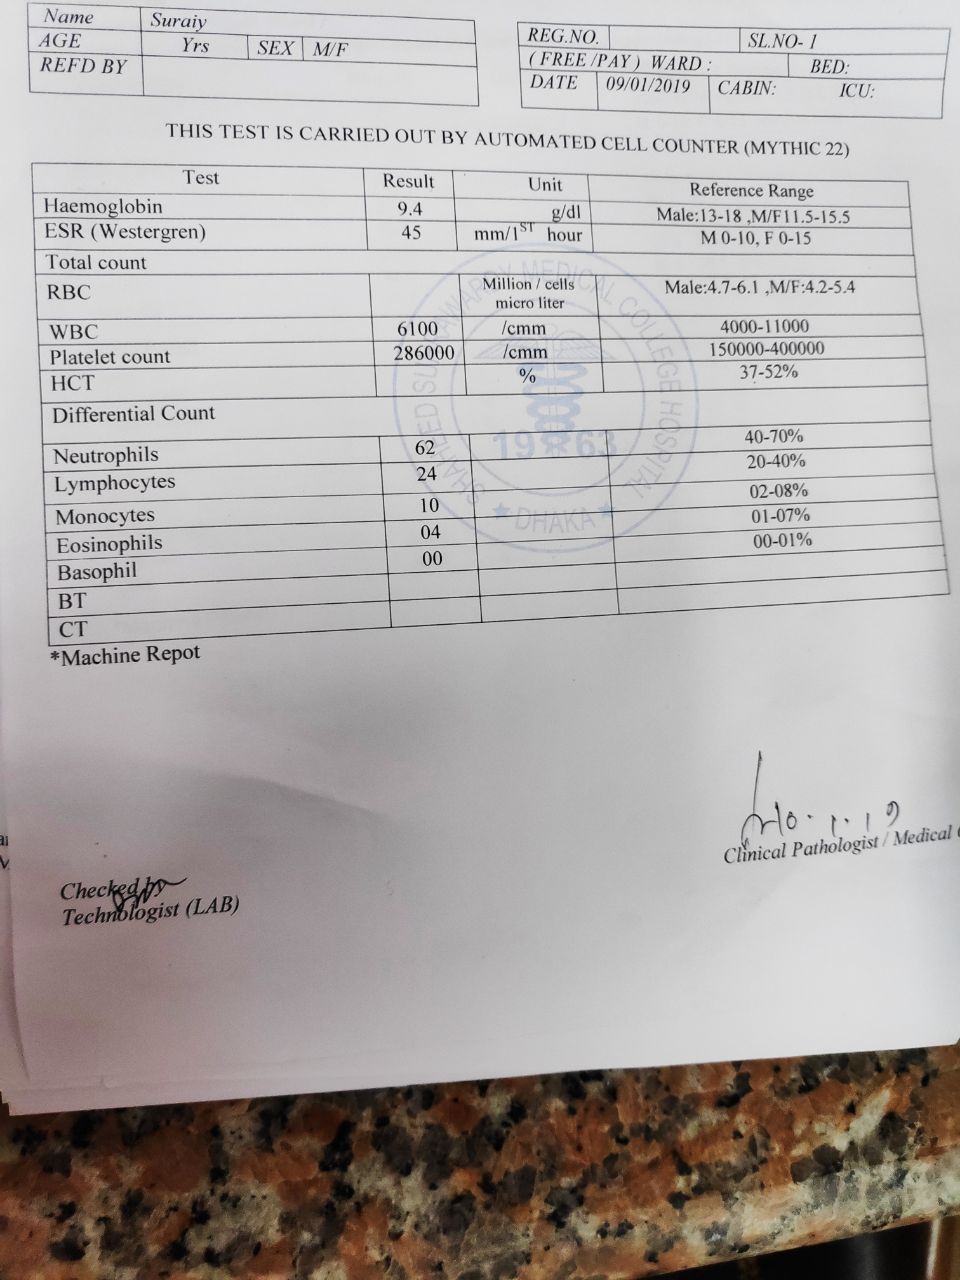 Name Suraiy
AGE Yrs SEX M/F
REFD BY
REG.NO. SL.NO- 1
( FREE /PAY ) WARD : BED:
DATE 09/01/2019 CABIN: ICU:
THIS TEST IS CARRIED OUT BY AUTOMATED CELL COUNTER (MYTHIC 22)
Test Result Unit Reference Range
Haemoglobin 9.4 g/dl Male:13-18 ,M/F11.5-15.5
ESR (Westergren) 45 mm/1ST hour M 0-10, F 0-15
Total count
RBC Million / cells micro liter Male:4.7-6.1 ,M/F:4.2-5.4
WBC 6100 /cmm 4000-11000
Platelet count 286000 /cmm 150000-400000
HCT % 37-52%
Differential Count
Neutrophils 62 40-70%
Lymphocytes 24 20-40%
Monocytes 10 02-08%
Eosinophils 04 01-07%
Basophil 00 00-01%
BT
CT
*Machine Repot
SHAHEED SUHRAWARDY MEDICAL COLLEGE HOSPITAL
1963
DHAKA
10.1.19
Clinical Pathologist / Medical
Checked by
Technologist (LAB)